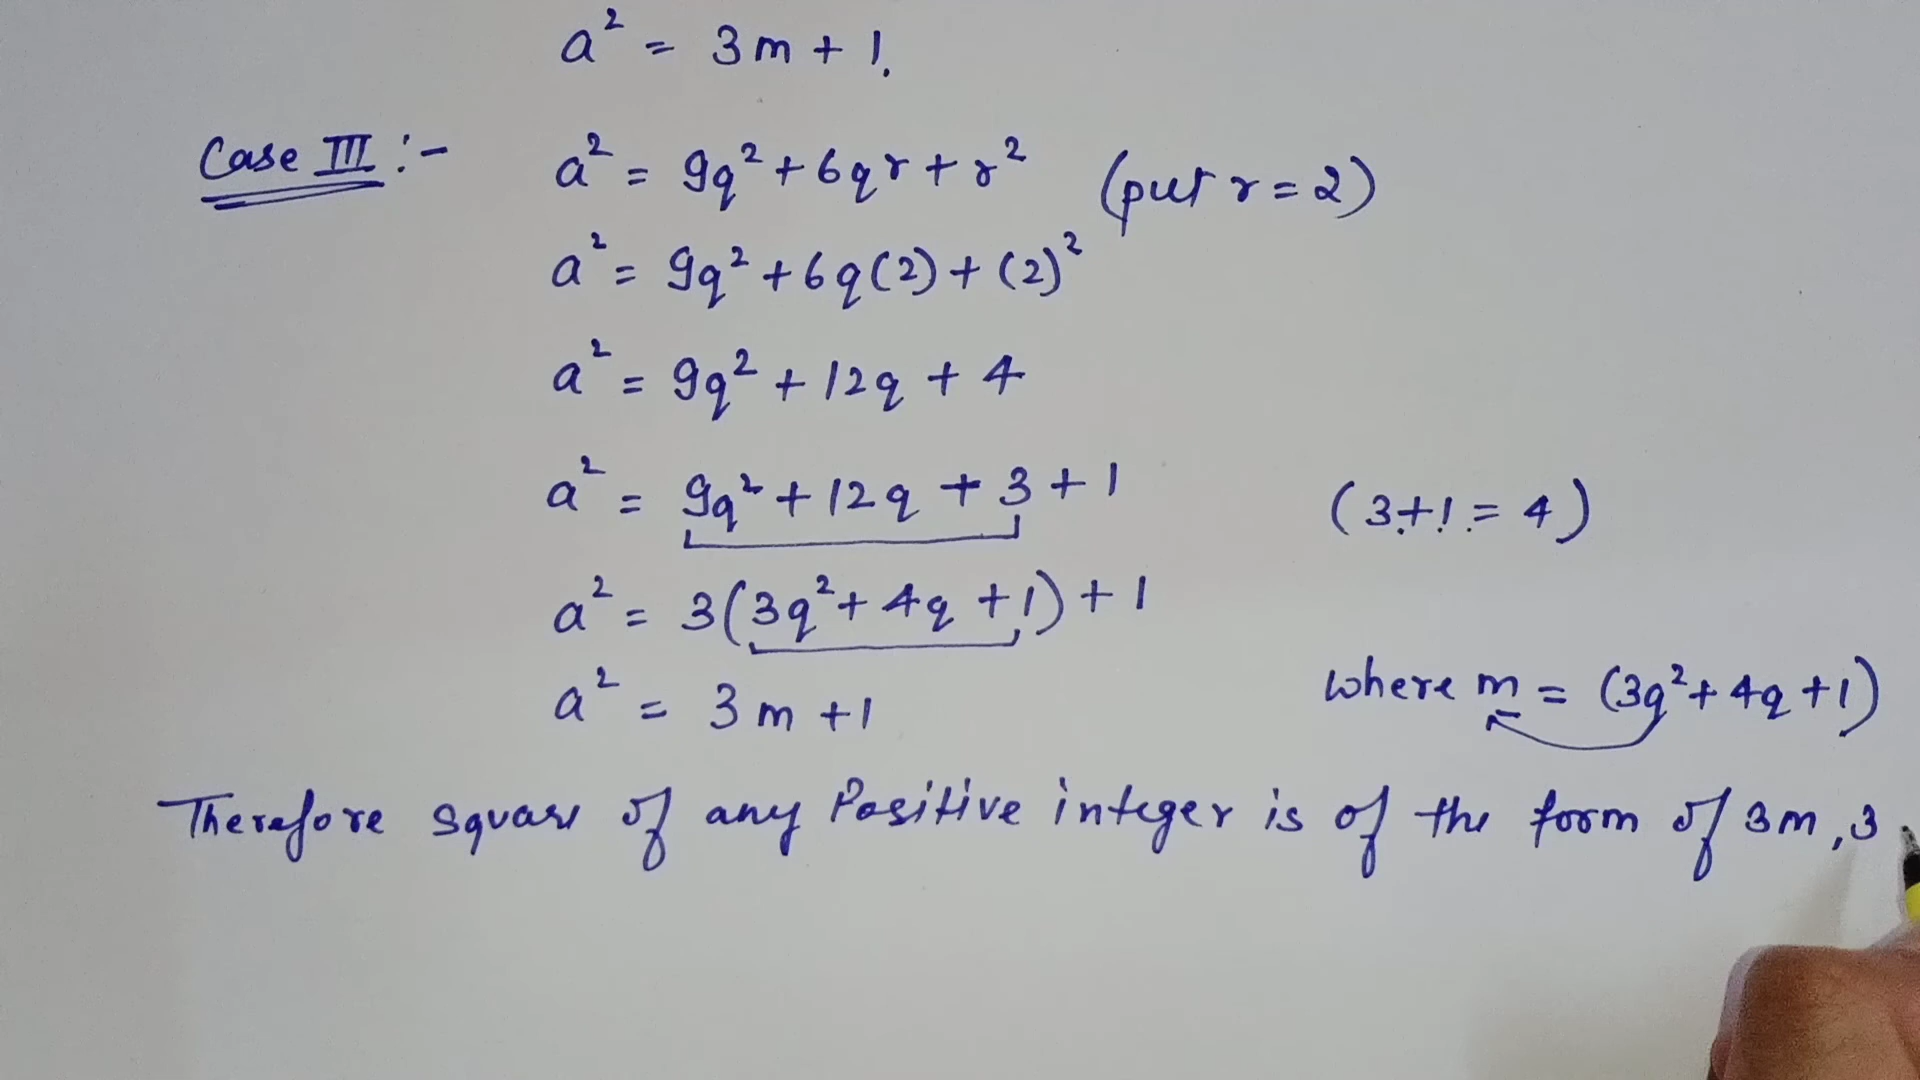 a² = 3m + 1.
Case III :- a² = 9q² + 6qr + r² (put r = 2)
a² = 9q² + 6q(2) + (2)²
a² = 9q² + 12q + 4
a² = 9q² + 12q + 3 + 1 (3+1 = 4)
a² = 3(3q² + 4q + 1) + 1
a² = 3m + 1 where m = (3q² + 4q + 1)
Therefore square of any Positive integer is of the form of 3m, 3